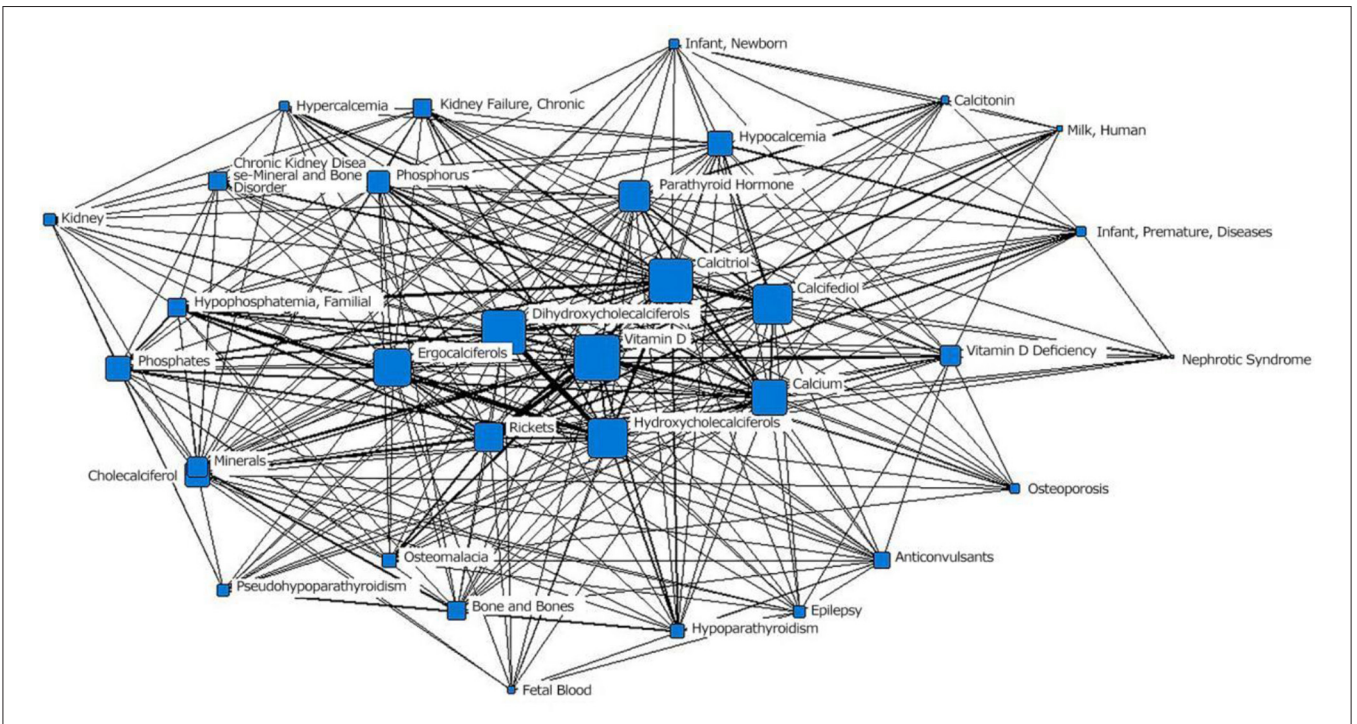 Infant, Newborn
Calcitonin
Hypercalcemia
Kidney Failure, Chronic
Milk, Human
Hypocalcemia
Chronic Kidney Disea
se-Mineral and Bone
Disorder
Phosphorus
Parathyroid Hormone
Kidney
Infant, Premature, Diseases
Calcitriol
Calcifediol
Hypophosphatemia, Familial
Dihydroxycholecalciferols
Vitamin D
Ergocalciferols
Vitamin D Deficiency
Phosphates
Nephrotic Syndrome
Calcium
Hydroxycholecalciferols
Rickets
Minerals
Cholecalciferol
Osteoporosis
Osteomalacia
Anticonvulsants
Pseudohypoparathyroidism
Bone and Bones
Epilepsy
Hypoparathyroidism
Fetal Blood